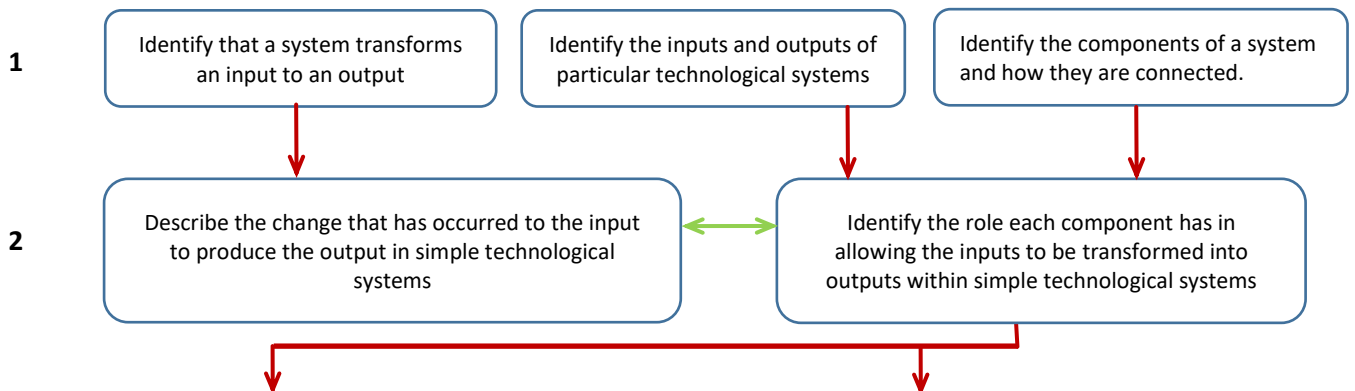 1
Identify that a system transforms
an input to an output
Identify the inputs and outputs of
particular technological systems
Identify the components of a system
and how they are connected.
2
Describe the change that has occurred to the input
to produce the output in simple technological
systems
Identify the role each component has in
allowing the inputs to be transformed into
outputs within simple technological systems